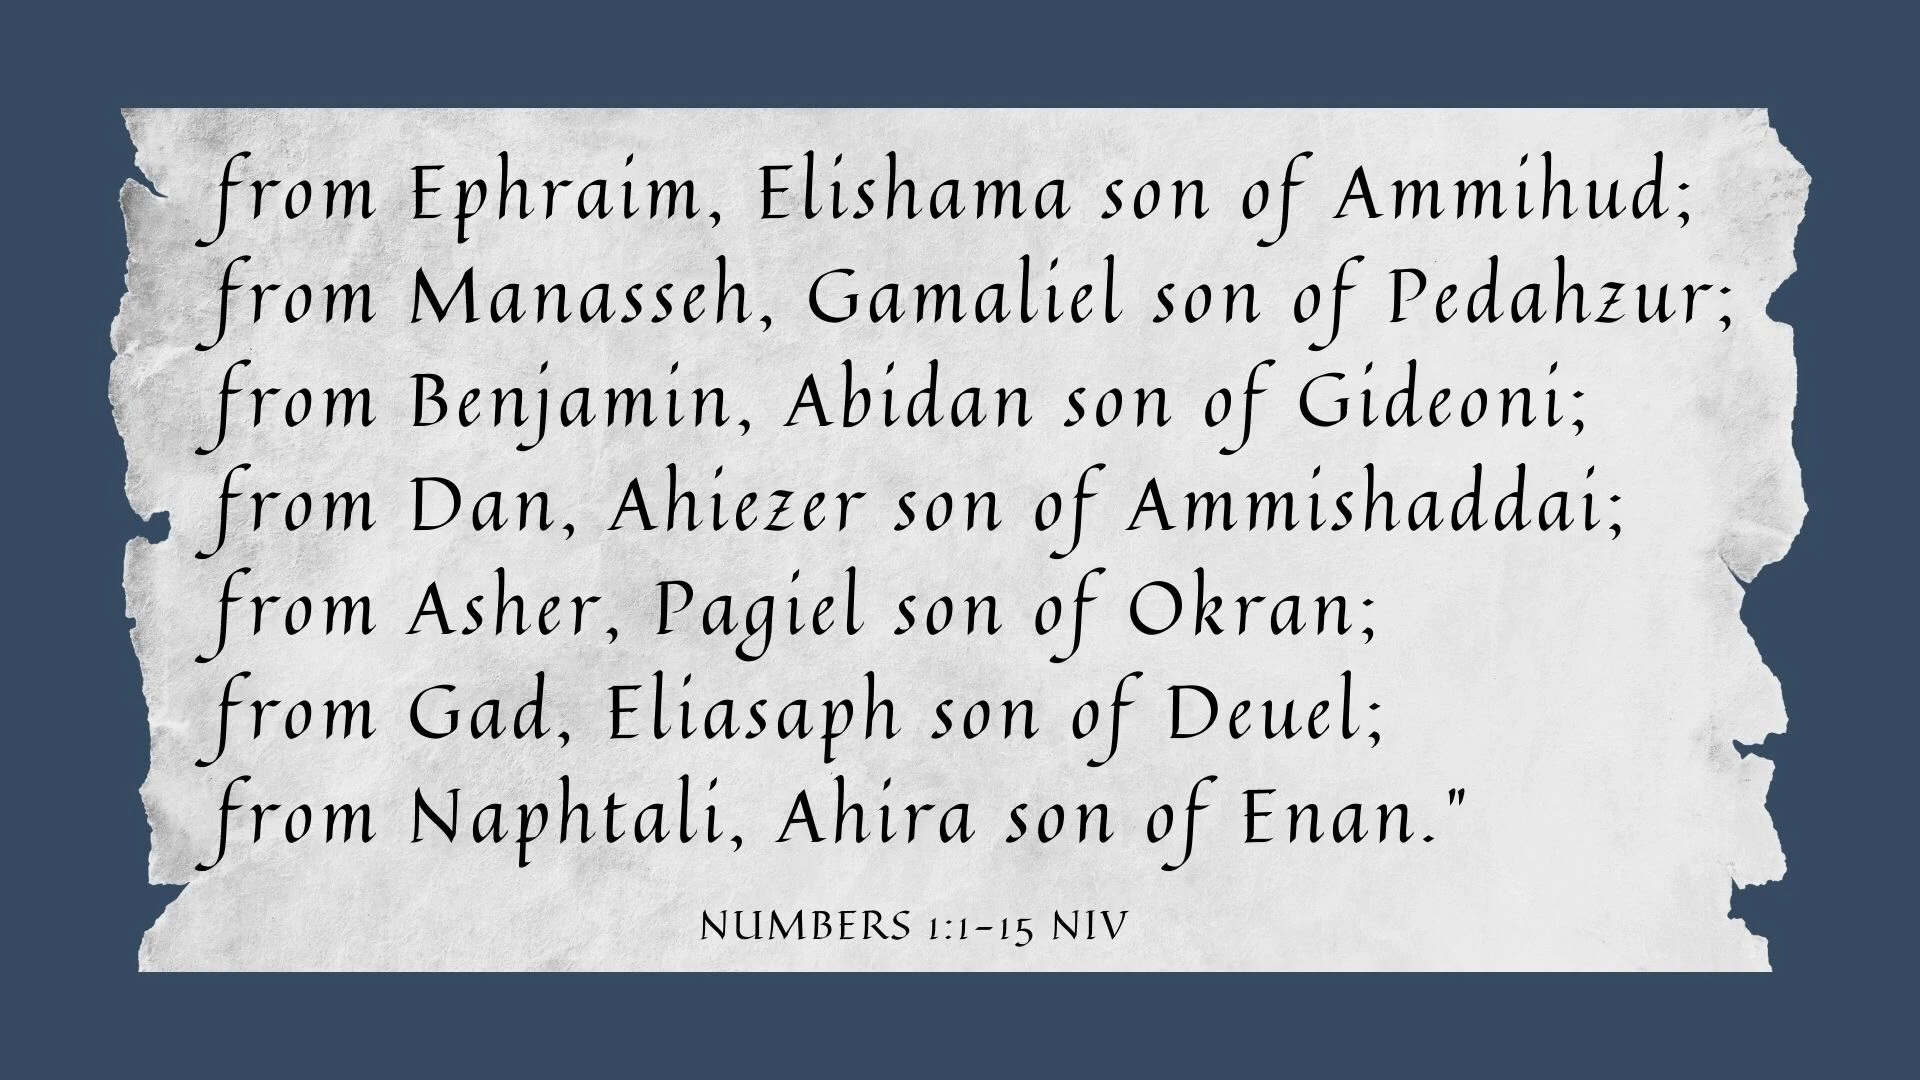 from Ephraim, Elishama son of Ammihud;
from Manasseh, Gamaliel son of Pedahzur;
from Benjamin, Abidan son of Gideoni;
from Dan, Ahiezer son of Ammishaddai;
from Asher, Pagiel son of Okran;
from Gad, Eliasaph son of Deuel;
from Naphtali, Ahira son of Enan."
NUMBERS 1:1-15 NIV